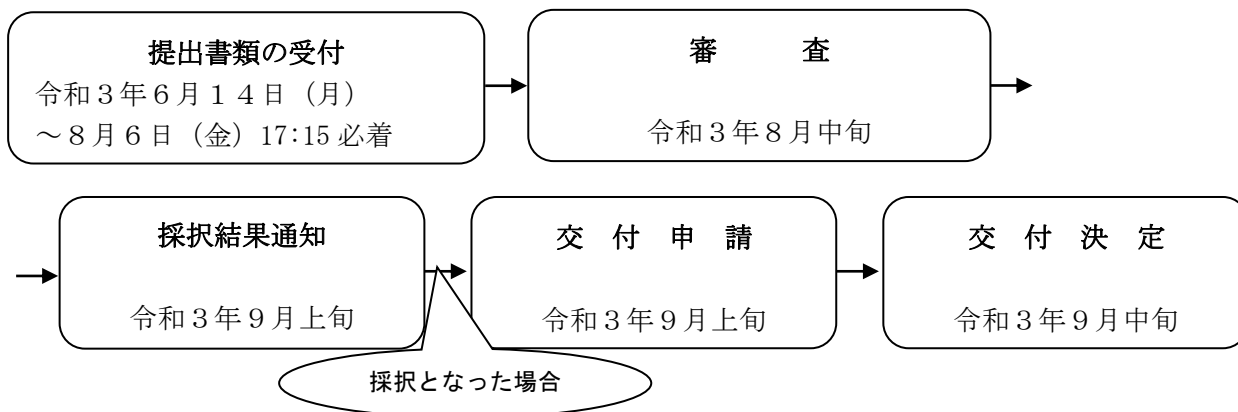 提出書類の受付
令和３年６月１４日（月）
～８月６日（金）17:15 必着
審　　査
令和３年８月中旬
採択結果通知
令和３年９月上旬
交　付　申　請
令和３年９月上旬
交　付　決　定
令和３年９月中旬
採択となった場合